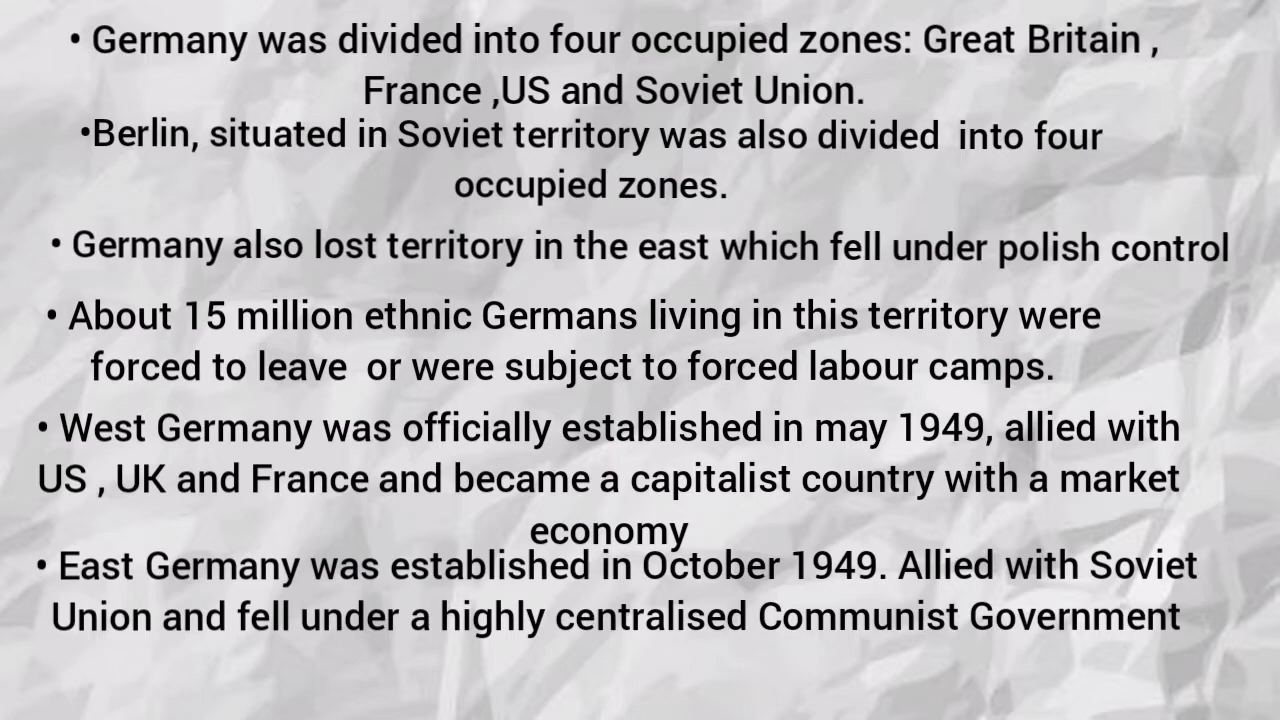 • Germany was divided into four occupied zones: Great Britain ,
France ,US and Soviet Union.
•Berlin, situated in Soviet territory was also divided  into four
occupied zones.
• Germany also lost territory in the east which fell under polish control
• About 15 million ethnic Germans living in this territory were
forced to leave  or were subject to forced labour camps.
• West Germany was officially established in may 1949, allied with
US , UK and France and became a capitalist country with a market
economy
• East Germany was established in October 1949. Allied with Soviet
Union and fell under a highly centralised Communist Government